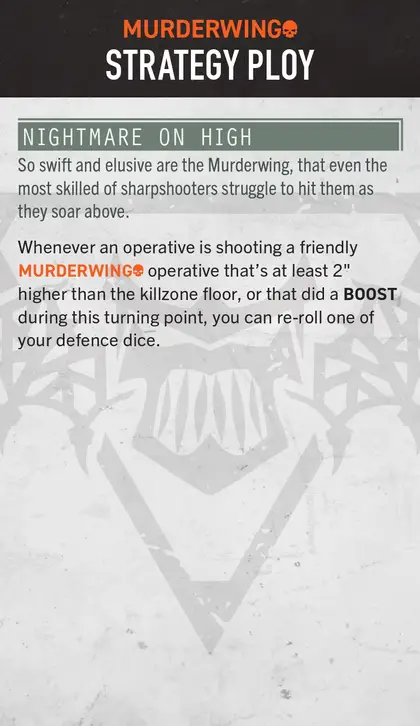 MURDERWING
STRATEGY PLOY
NIGHTMARE ON HIGH
So swift and elusive are the Murderwing, that even the
most skilled of sharpshooters struggle to hit them as
they soar above.
Whenever an operative is shooting a friendly
MURDERWING operative that's at least 2"
higher than the killzone floor, or that did a BOOST
during this turning point, you can re-roll one of
your defence dice.